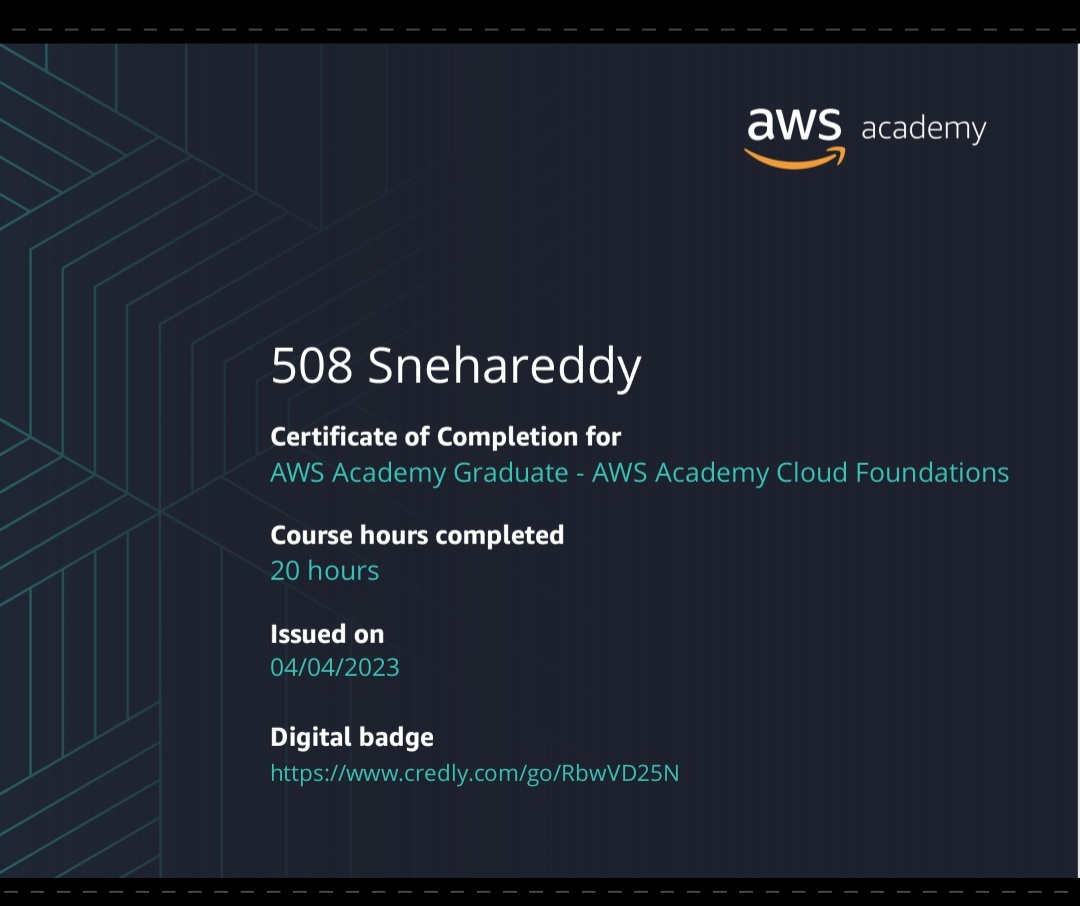 aws academy
508 Snehareddy
Certificate of Completion for
AWS Academy Graduate - AWS Academy Cloud Foundations
Course hours completed
20 hours
Issued on
04/04/2023
Digital badge
https://www.credly.com/go/RbwVD25N